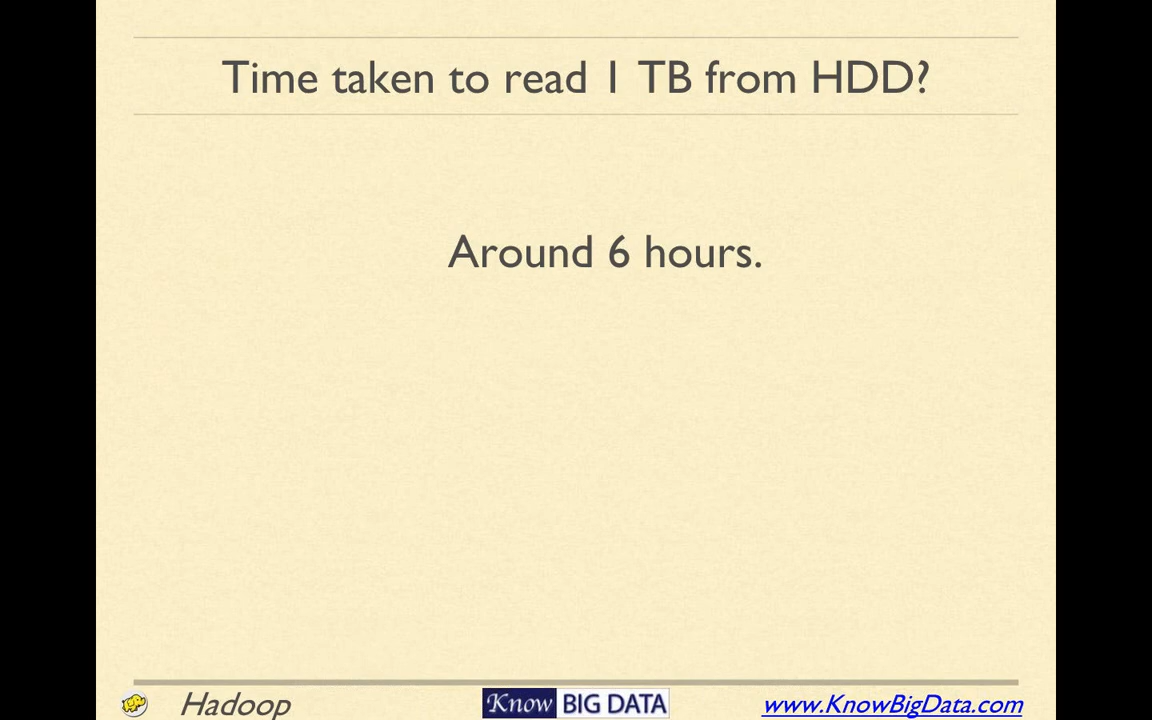 Time taken to read 1 TB from HDD?
Around 6 hours.
Hadoop
Know BIG DATA
www.KnowBigData.com